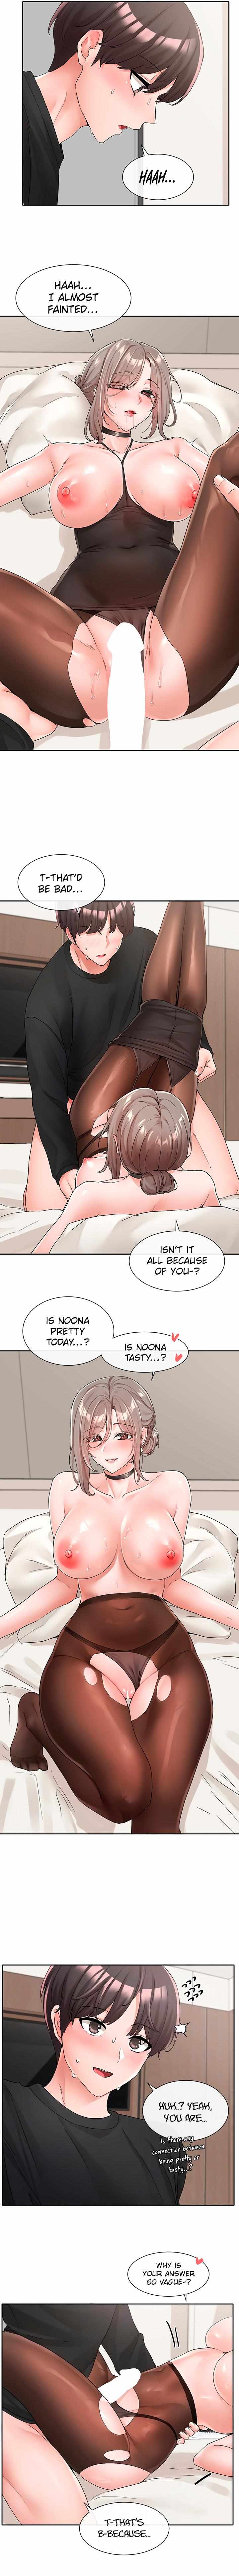 HAAH...
HAAH...
I ALMOST
FAINTED...
T-THAT'D
BE BAD...
ISN'T IT
ALL BECAUSE
OF YOU-?
IS NOONA
PRETTY
TODAY...?
IS NOONA
TASTY...?
HUH..? YEAH,
YOU ARE..
Is there any
connection between
being pretty or
tasty..?
WHY IS
YOUR ANSWER
SO VAGUE-?
T-THAT'S
B-BECAUSE...